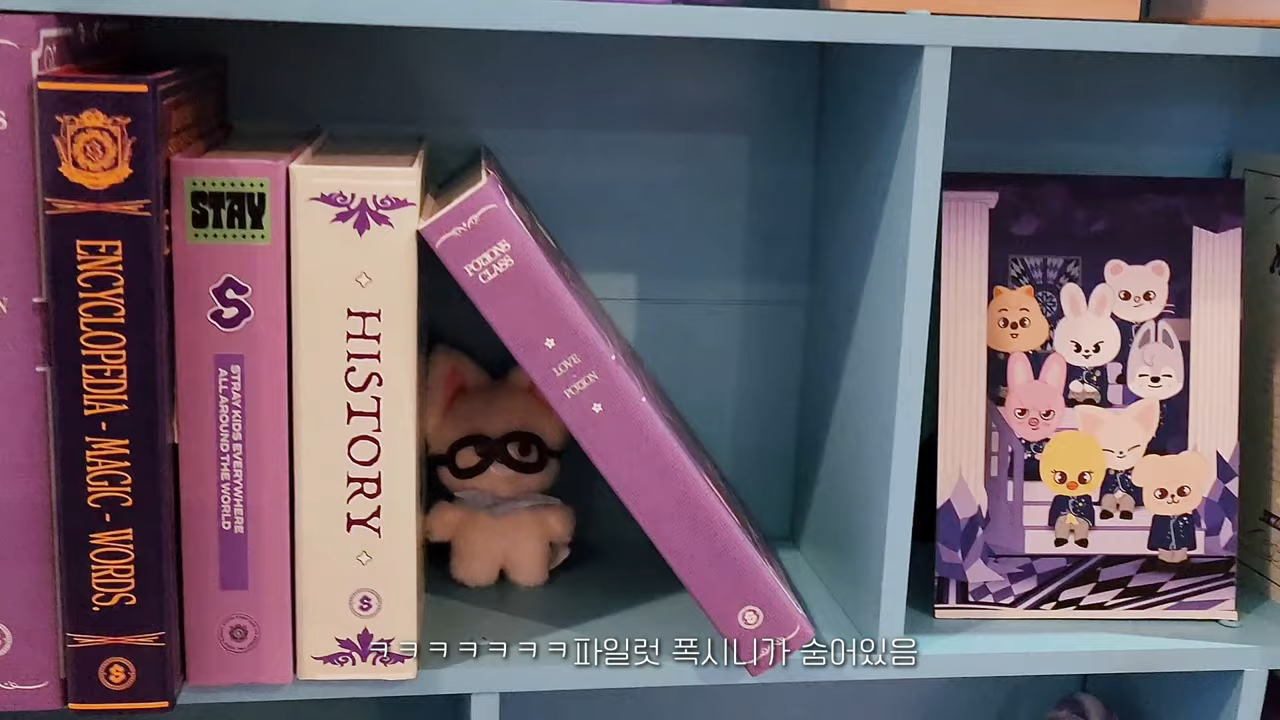 ENCYCLOPEDIA - MAGIC - WORDS.
STAY
S
STRAY KIDS EVERYWHERE
ALL AROUND THE WORLD
HISTORY
S
POTIONS
CLASS
LOVE
POTION
ㅋㅋㅋㅋㅋㅋㅋ파일럿 폭시니가 숨어있음